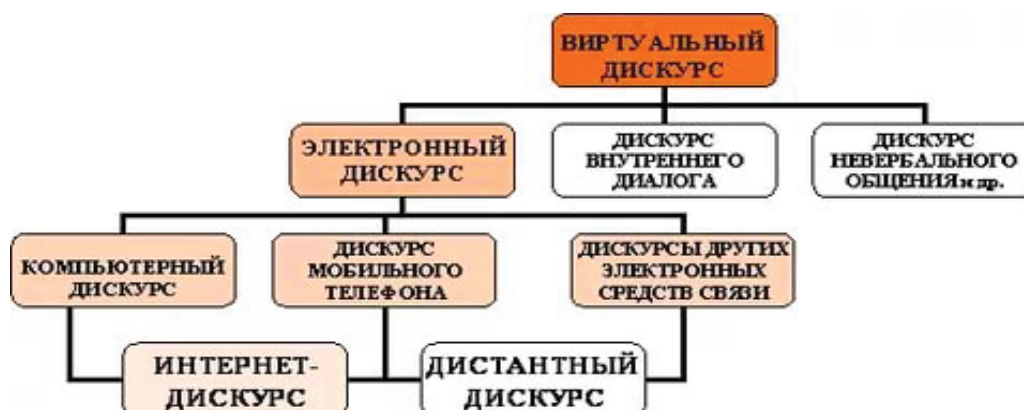 ВИРТУАЛЬНЫЙ
ДИСКУРС
ЭЛЕКТРОННЫЙ
ДИСКУРС
ДИСКУРС
ВНУТРЕННЕГО
ДИАЛОГА
ДИСКУРС
НЕВЕРБАЛЬНОГО
ОБЩЕНИЯ и др.
КОМПЬЮТЕРНЫЙ
ДИСКУРС
ДИСКУРС
МОБИЛЬНОГО
ТЕЛЕФОНА
ДИСКУРСЫ ДРУГИХ
ЭЛЕКТРОННЫХ
СРЕДСТВ СВЯЗИ
ИНТЕРНЕТ-
ДИСКУРС
ДИСТАНТНЫЙ
ДИСКУРС